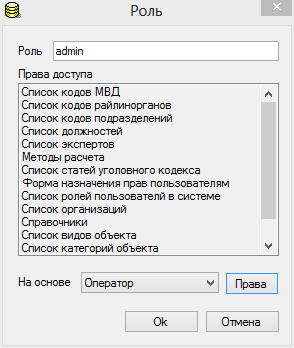 Роль
Роль admin
Права доступа
Список кодов МВД
Список кодов райлинорганов
Список кодов подразделений
Список должностей
Список экспертов
Методы расчета
Список статей уголовного кодекса
Форма назначения прав пользователям
Список ролей пользователй в системе
Список организаций
Справочники
Список видов объекта
Список категорий объекта
На основе Оператор Права
Ok Отмена